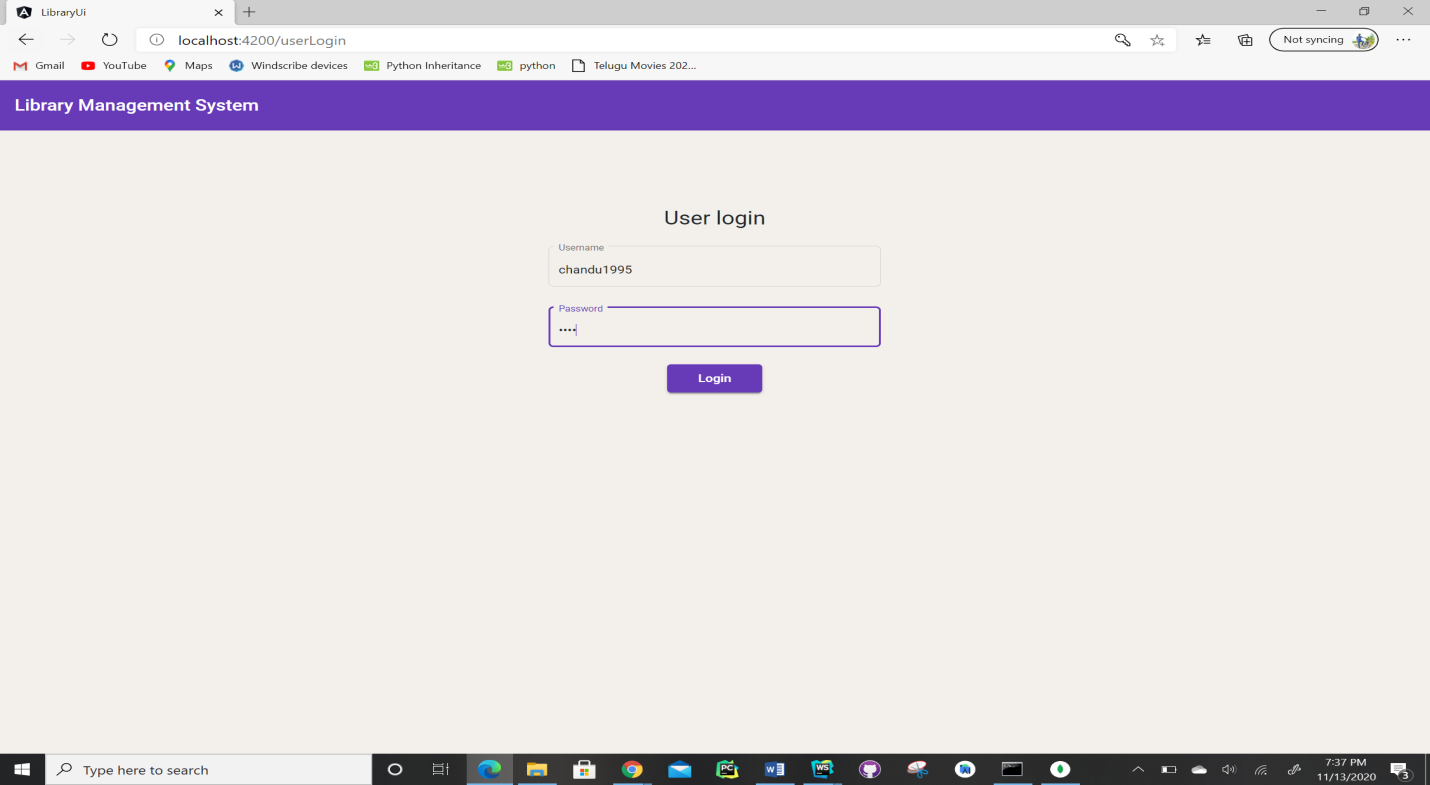 LibraryUi
localhost:4200/userLogin
Not syncing
Gmail YouTube Maps Windscribe devices Python Inheritance python Telugu Movies 202...
Library Management System
User login
Username
chandu1995
Password
••••
Login
Type here to search
7:37 PM
11/13/2020
3